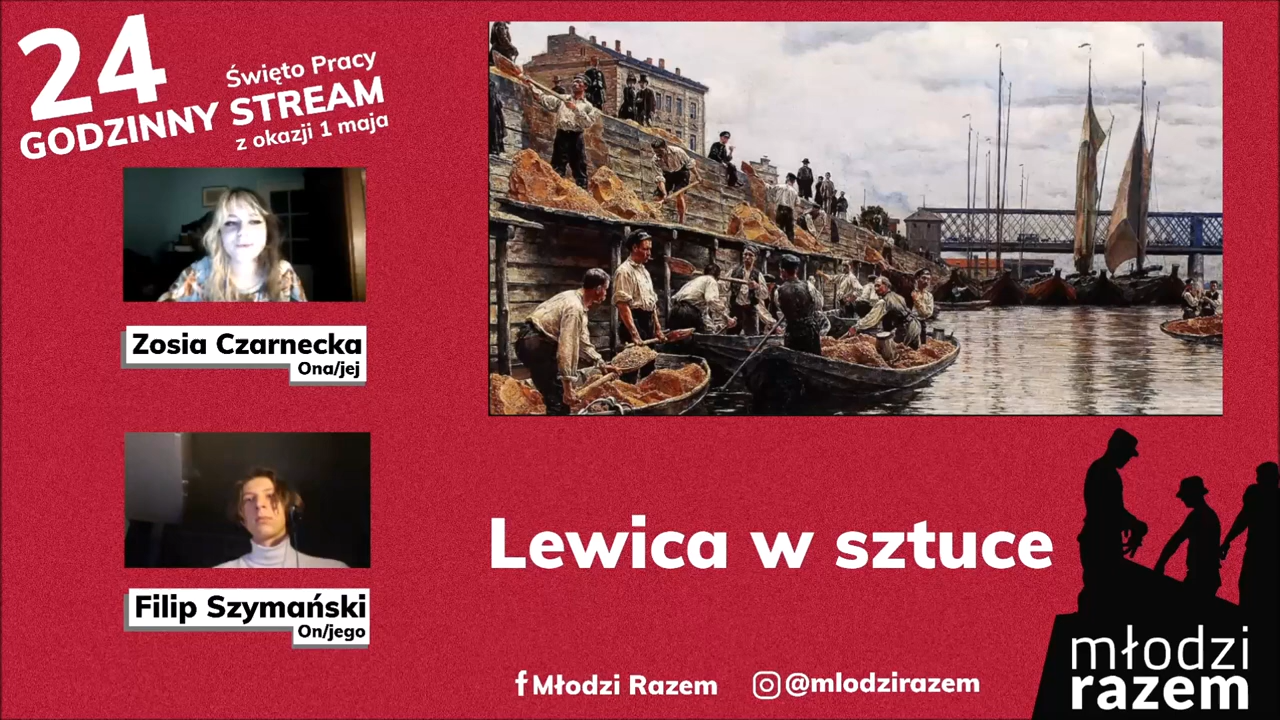 24
Święto Pracy
GODZINNY STREAM
z okazji 1 maja
Zosia Czarnecka
Ona/jej
Filip Szymański
On/jego
Lewica w sztuce
Młodzi Razem
@mlodzirazem
młodzi
razem